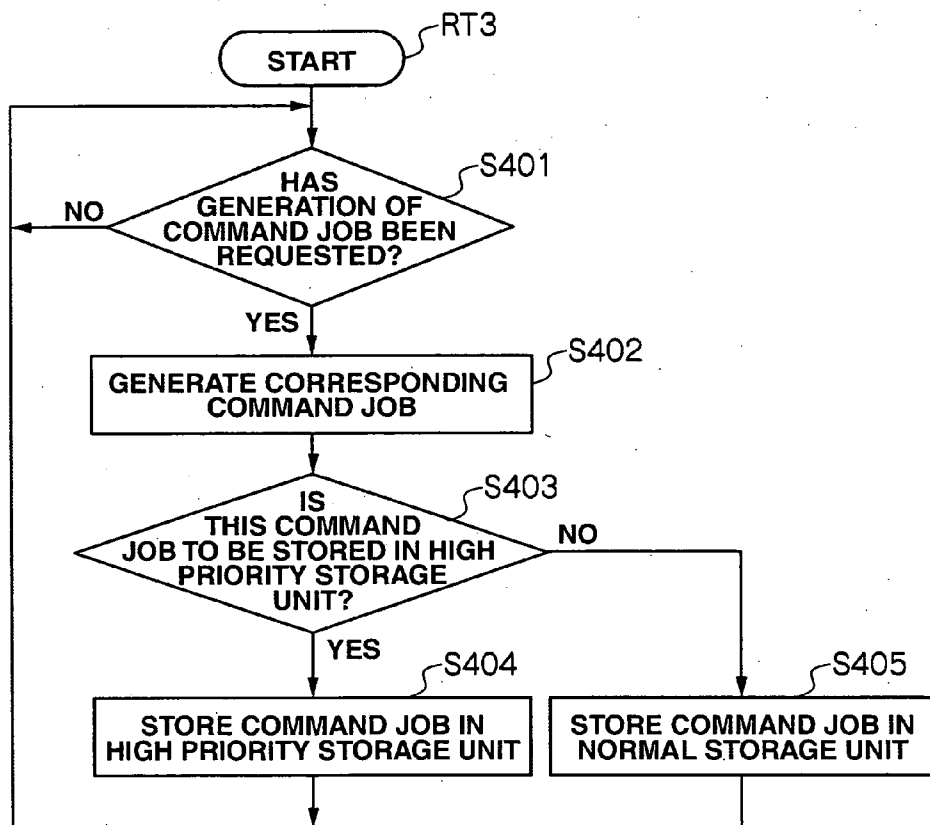 RT3
START
S401
HAS
GENERATION OF
COMMAND JOB BEEN
REQUESTED?
NO
YES
S402
GENERATE CORRESPONDING
COMMAND JOB
S403
IS
THIS COMMAND
JOB TO BE STORED IN HIGH
PRIORITY STORAGE
UNIT?
NO
YES
S404
STORE COMMAND JOB IN
HIGH PRIORITY STORAGE UNIT
S405
STORE COMMAND JOB IN
NORMAL STORAGE UNIT